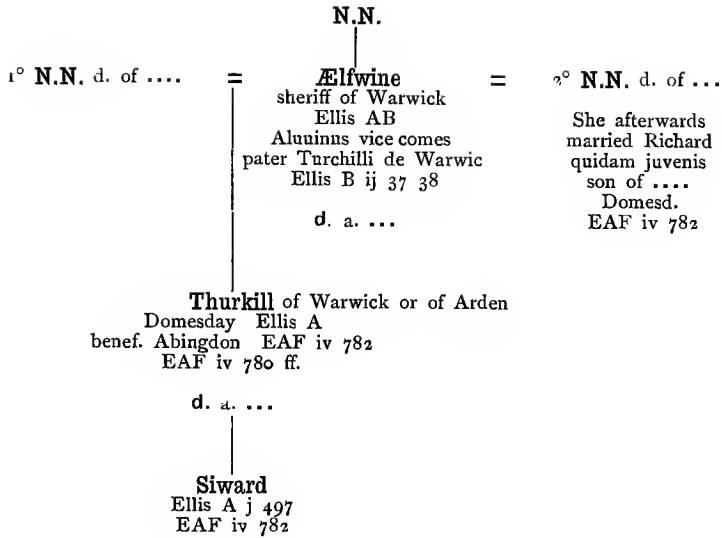 N.N.
1° N.N. d. of .... = Ælfwine = 2° N.N. d. of ...
sheriff of Warwick
Ellis AB
Aluuinus vice comes
pater Turchilli de Warwic
Ellis B ij 37 38
d. a. ...
She afterwards
married Richard
quidam juvenis
son of ....
Domesd.
EAF iv 782
Thurkill of Warwick or of Arden
Domesday Ellis A
benef. Abingdon EAF iv 782
EAF iv 780 ff.
d. a. ...
Siward
Ellis A j 497
EAF iv 782